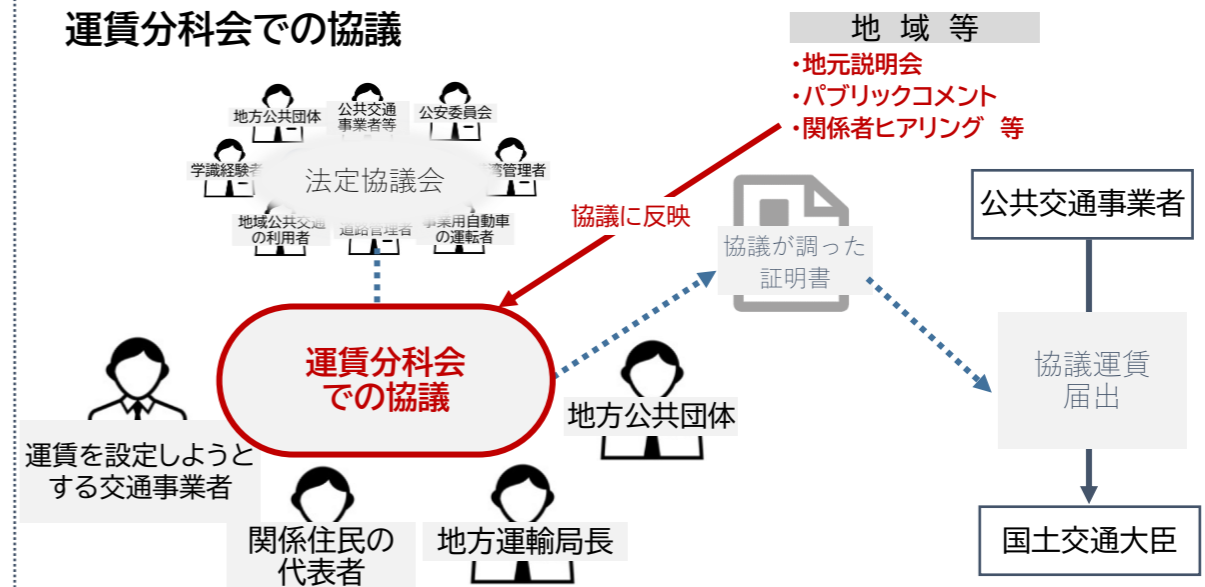 運賃分科会での協議
地域等
・地元説明会
・パブリックコメント
・関係者ヒアリング 等
地方公共団体
公共交通
事業者等
公安委員会
学識経験者
法定協議会
湾管理者
地域公共交通
の利用者
道路管理者
事業用自動車
の運転者
協議に反映
協議が調った
証明書
公共交通事業者
運賃分科会
での協議
協議運賃
届出
地方公共団体
運賃を設定しようと
する交通事業者
関係住民の
代表者
地方運輸局長
国土交通大臣